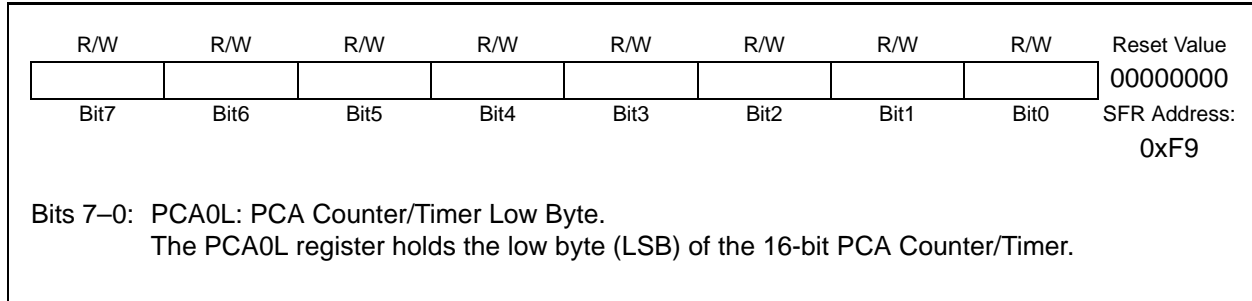 R/W R/W R/W R/W R/W R/W R/W R/W Reset Value
00000000
Bit7 Bit6 Bit5 Bit4 Bit3 Bit2 Bit1 Bit0 SFR Address:
0xF9
Bits 7–0: PCA0L: PCA Counter/Timer Low Byte.
The PCA0L register holds the low byte (LSB) of the 16-bit PCA Counter/Timer.